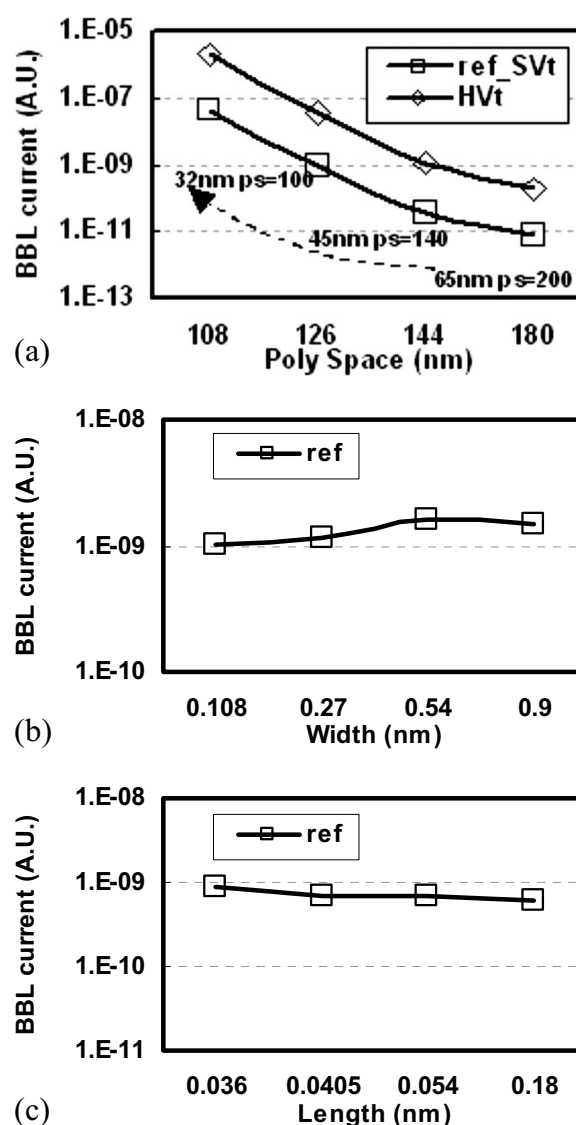 1.E-05
1.E-07
1.E-09
1.E-11
1.E-13
BBL current (A.U.)
ref_SVt
HVt
32nm ps=100
45nm ps=140
65nm ps=200
108 126 144 180
Poly Space (nm)
(a)
1.E-08
1.E-09
1.E-10
BBL current (A.U.)
ref
0.108 0.27 0.54 0.9
Width (nm)
(b)
1.E-08
1.E-09
1.E-10
1.E-11
BBL current (A.U.)
ref
0.036 0.0405 0.054 0.18
Length (nm)
(c)